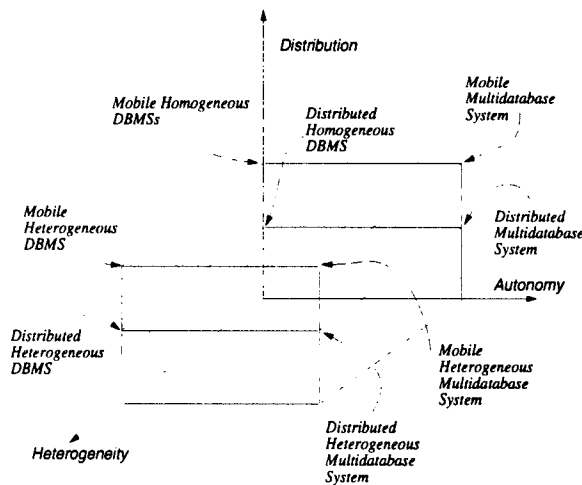 Distribution
Mobile Homogeneous
DBMSs
Distributed
Homogeneous
DBMS
Mobile
Multidatabase
System
Mobile
Heterogeneous
DBMS
Distributed
Multidatabase
System
Autonomy
Distributed
Heterogeneous
DBMS
Mobile
Heterogeneous
Multidatabase
System
Distributed
Heterogeneous
Multidatabase
System
Heterogeneity